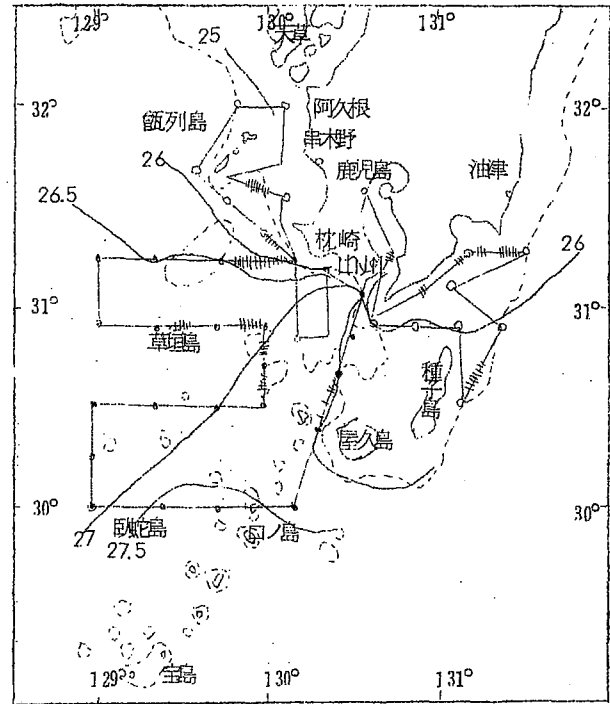 129 130 131
天草
25
32° 32°
阿久根
甑列島
串木野
26
鹿児島 油津
26.5
枕崎
山川
26
31° 31°
草垣島
種子島
屋久島
30° 30°
臥蛇島 口ノ島
27
27.5
宝島
129° 130 131